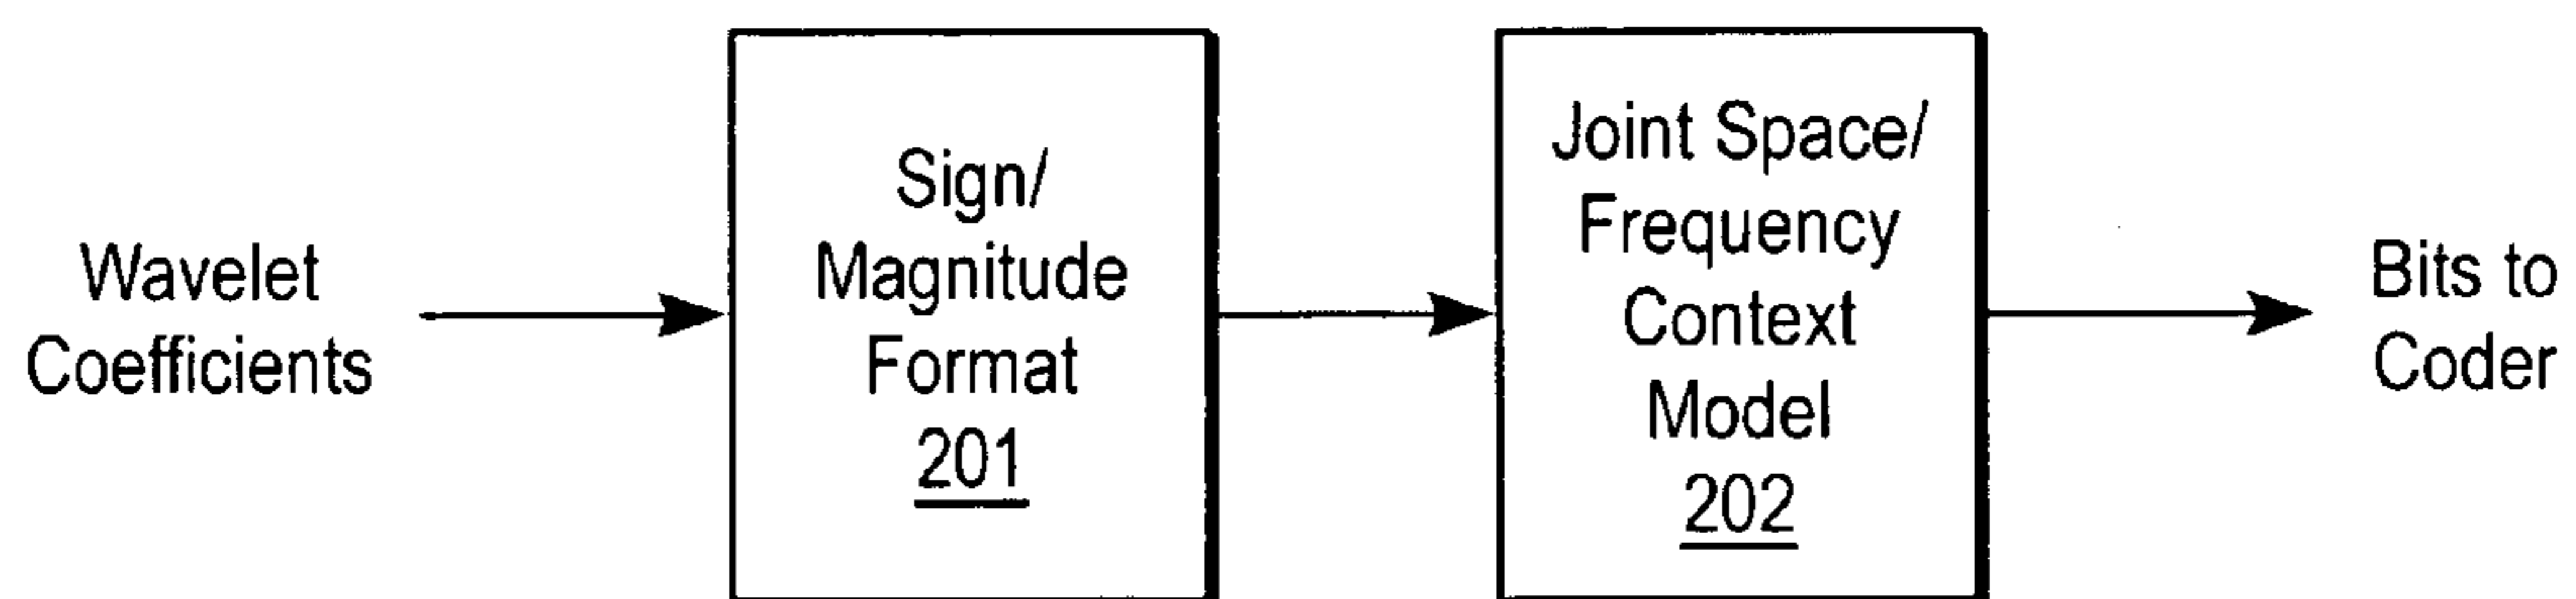 Wavelet
Coefficients
Sign/
Magnitude
Format
201
Joint Space/
Frequency
Context
Model
202
Bits to
Coder